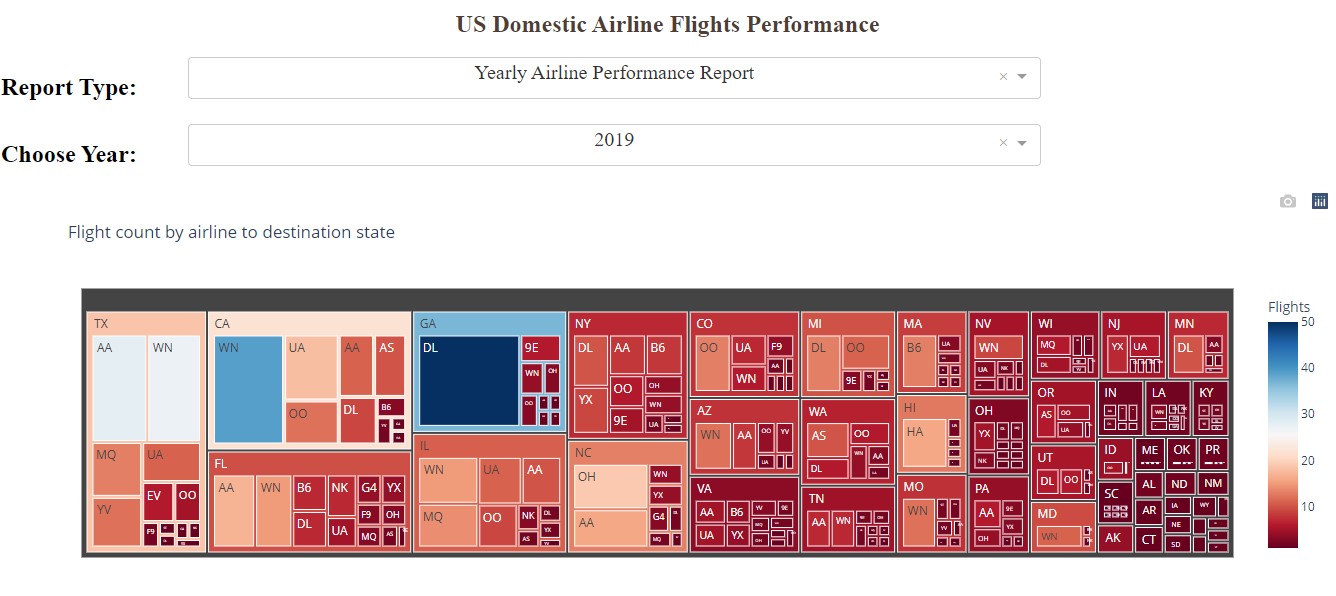 US Domestic Airline Flights Performance
Report Type:
Yearly Airline Performance Report
×
Choose Year:
2019
×
Flight count by airline to destination state
TX
AA
WN
MQ
UA
YV
EV
OO
F9
CA
WN
UA
AA
AS
OO
DL
B6
FL
AA
WN
B6
NK
G4
YX
DL
UA
F9
OH
MQ
AS
GA
DL
9E
WN
OH
OO
IL
WN
UA
AA
MQ
OO
NK
DL
YX
AS
YV
NY
DL
AA
B6
YX
OO
OH
WN
9E
UA
NC
OH
WN
YX
AA
G4
MQ
CO
OO
UA
F9
WN
AA
AZ
WN
AA
OO
YV
UA
VA
AA
B6
YV
9E
MQ
UA
YX
OH
MI
DL
OO
9E
YX
WA
AS
OO
DL
WN
AA
TN
AA
WN
MA
B6
UA
HI
HA
UA
MO
WN
YV
NV
WN
UA
NK
OH
YX
NK
PA
AA
9E
YX
OH
WI
MQ
DL
OR
AS
OO
UA
UT
DL
OO
MD
WN
NJ
YX
UA
MN
DL
AA
IN
LA
WN
KY
ID
ME
OK
PR
SC
AL
ND
NM
AR
IA
WY
AK
CT
NE
SD
Flights
50
40
30
20
10